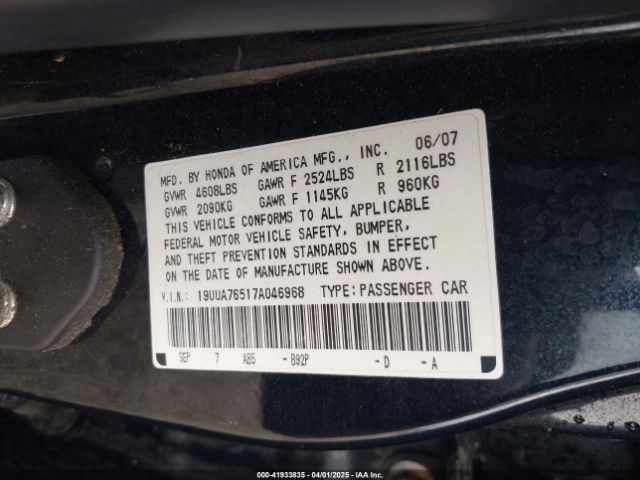 MFD. BY HONDA OF AMERICA MFG., INC. 06/07
GVWR 4608LBS GAWR F 2524LBS R 2116LBS
GVWR 2090KG GAWR F 1145KG R 960KG
THIS VEHICLE CONFORMS TO ALL APPLICABLE
FEDERAL MOTOR VEHICLE SAFETY, BUMPER,
AND THEFT PREVENTION STANDARDS IN EFFECT
ON THE DATE OF MANUFACTURE SHOWN ABOVE.
V.I.N.: 19UUA76517A046968 TYPE:PASSENGER CAR
SEP 7 AB5 -B92P -D -A
000-41933835 - 04/01/2025 - IAA Inc.